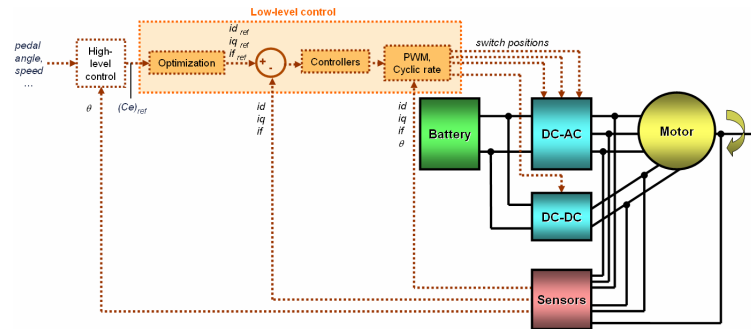 Low-level control
id ref
iq ref
if ref
pedal
angle,
speed
...
High-
level
control
Optimization
+
-
Controllers
PWM,
Cyclic rate
switch positions
θ
(Ce)ref
id
iq
if
id
iq
if
θ
Battery
DC-AC
Motor
DC-DC
Sensors